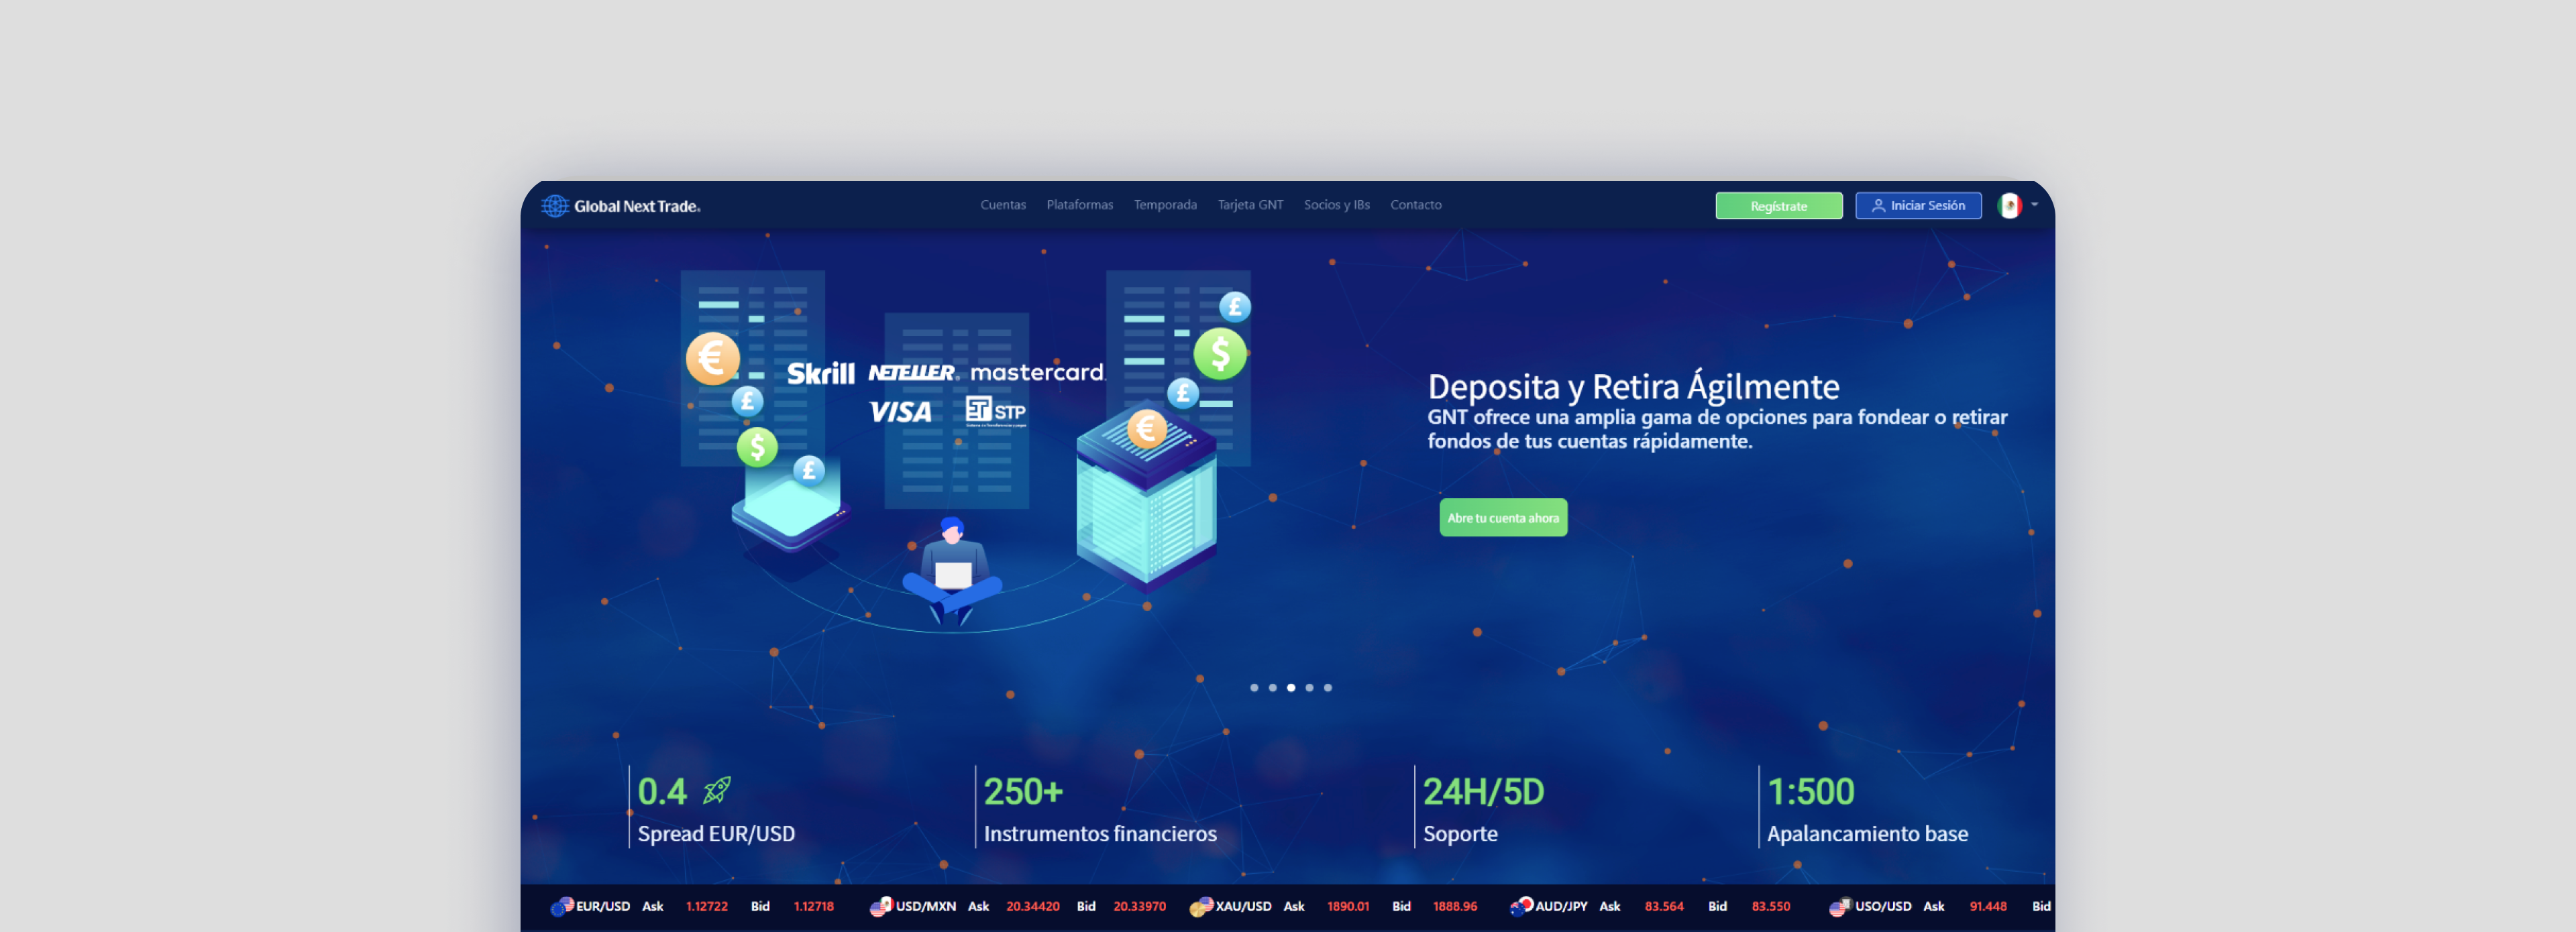 Global Next Trade.
Cuentas Plataformas Temporada Tarjeta GNT Socios y IBs Contacto
Regístrate
Iniciar Sesión
€ £ $ £
Skrill NETELLER® mastercard.
VISA STP
£ $ £ €
Deposita y Retira Ágilmente
GNT ofrece una amplia gama de opciones para fondear o retirar
fondos de tus cuentas rápidamente.
Abre tu cuenta ahora
0.4
Spread EUR/USD
250+
Instrumentos financieros
24H/5D
Soporte
1:500
Apalancamiento base
EUR/USD Ask 1.12722 Bid 1.12718 USD/MXN Ask 20.34420 Bid 20.33970 XAU/USD Ask 1890.01 Bid 1888.96 AUD/JPY Ask 83.564 Bid 83.550 USO/USD Ask 91.448 Bid